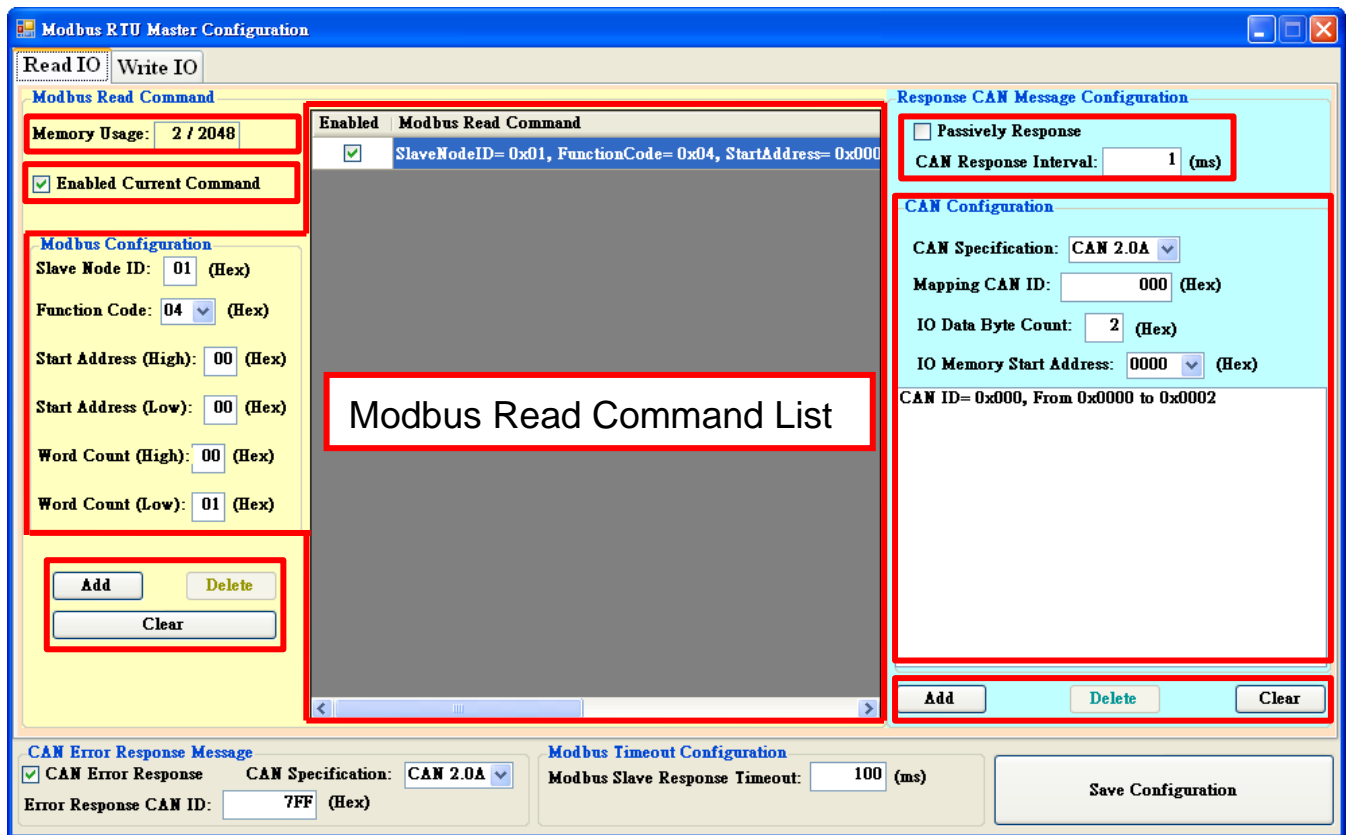 Modbus RTU Master Configuration
Read IO
Write IO
Modbus Read Command
Memory Usage: 2 / 2048
Enabled Current Command
Modbus Configuration
Slave Node ID: 01 (Hex)
Function Code: 04 (Hex)
Start Address (High): 00 (Hex)
Start Address (Low): 00 (Hex)
Word Count (High): 00 (Hex)
Word Count (Low): 01 (Hex)
Add
Delete
Clear
Enabled Modbus Read Command
SlaveNodeID= 0x01, FunctionCode= 0x04, StartAddress= 0x000
Modbus Read Command List
Response CAN Message Configuration
Passively Response
CAN Response Interval: 1 (ms)
CAN Configuration
CAN Specification: CAN 2.0A
Mapping CAN ID: 000 (Hex)
IO Data Byte Count: 2 (Hex)
IO Memory Start Address: 0000 (Hex)
CAN ID= 0x000, From 0x0000 to 0x0002
Add
Delete
Clear
CAN Error Response Message
CAN Error Response CAN Specification: CAN 2.0A
Error Response CAN ID: 7FF (Hex)
Modbus Timeout Configuration
Modbus Slave Response Timeout: 100 (ms)
Save Configuration